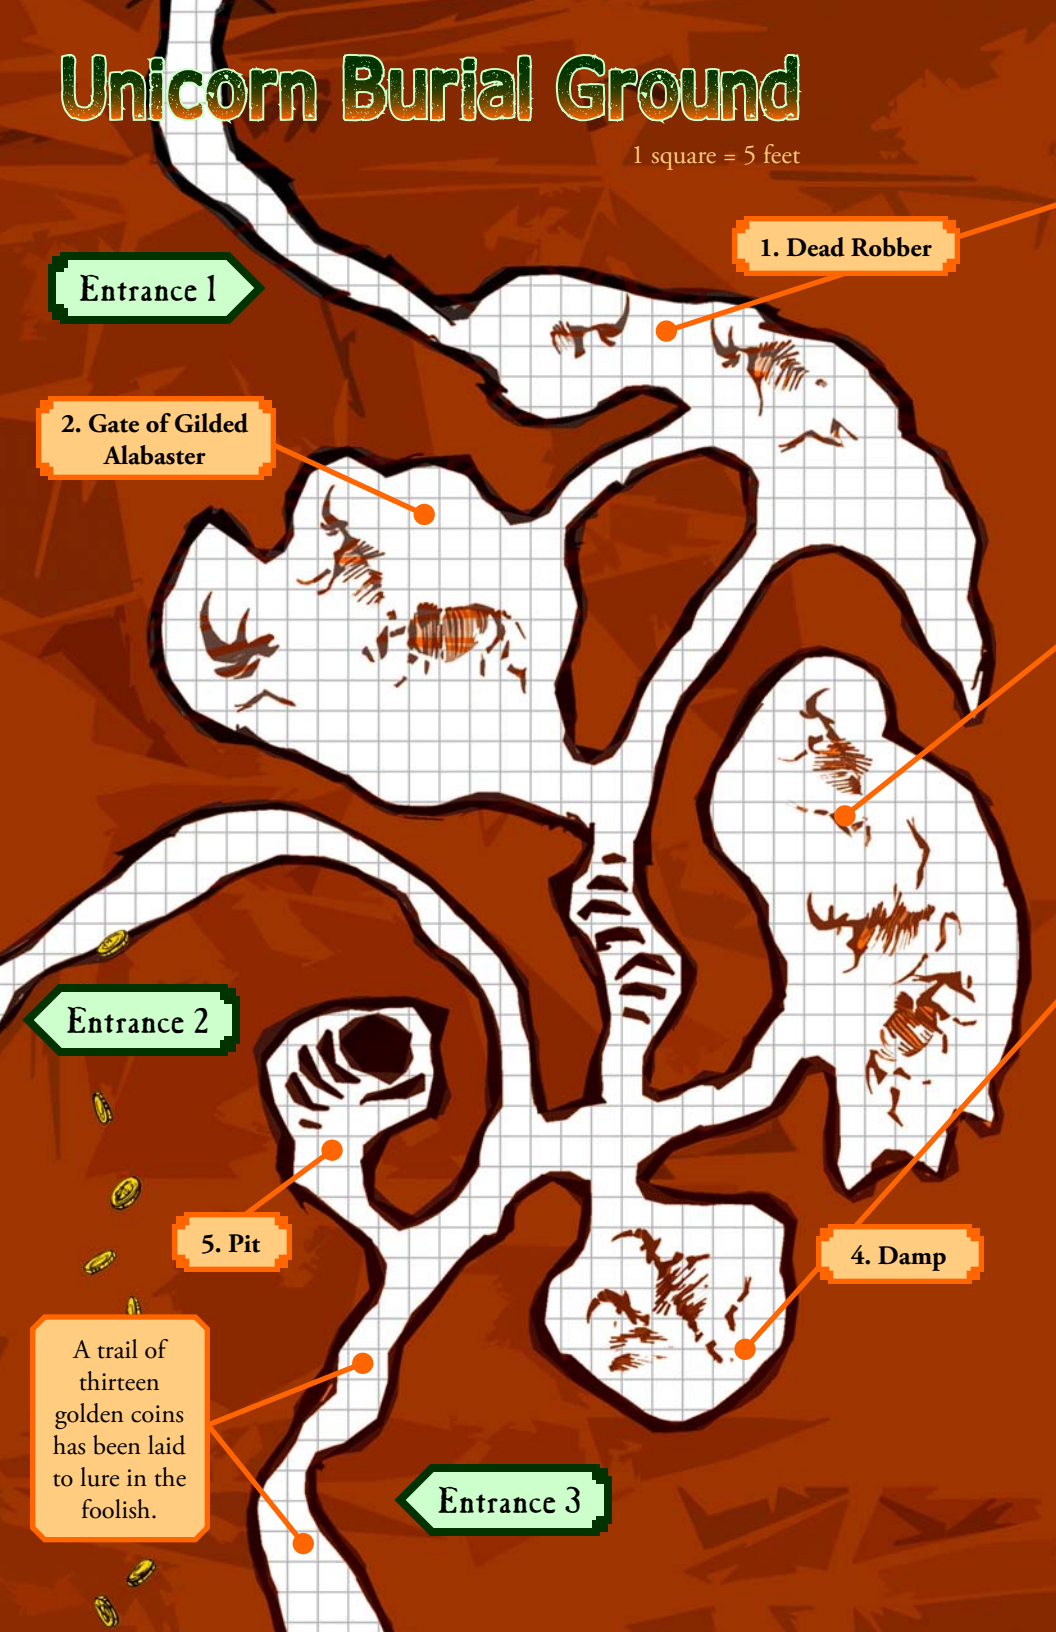 Unicorn Burial Ground
1 square = 5 feet
1. Dead Robber
Entrance 1
2. Gate of Gilded
Alabaster
Entrance 2
5. Pit
4. Damp
A trail of
thirteen
golden coins
has been laid
to lure in the
foolish.
Entrance 3